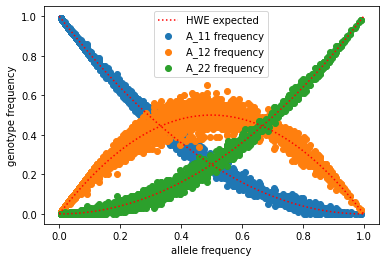 HWE expected
A_11 frequency
A_12 frequency
A_22 frequency
genotype frequency
1.0
0.8
0.6
0.4
0.2
0.0
0.0 0.2 0.4 0.6 0.8 1.0
allele frequency